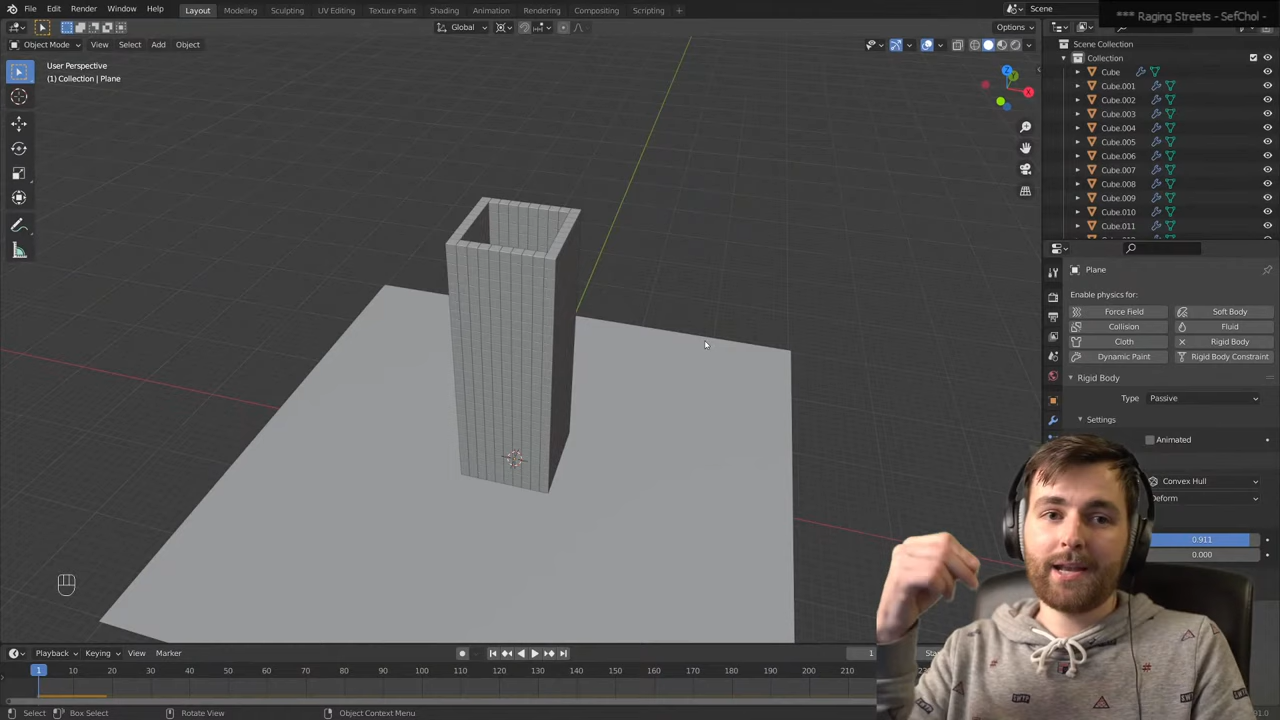 File Edit Render Window Help Layout Modeling Sculpting UV Editing Texture Paint Shading Animation Rendering Compositing Scripting + Scene *** Raging Streets - SefChol -
Global Options
Object Mode View Select Add Object Scene Collection
User Perspective Collection
(1) Collection | Plane Cube
Cube.001
Cube.002
Cube.003
Cube.004
Cube.005
Cube.006
Cube.007
Cube.008
Cube.009
Cube.010
Cube.011
Plane
Enable physics for:
Force Field Soft Body
Collision Fluid
Cloth Rigid Body
Dynamic Paint Rigid Body Constraint
Rigid Body
Type Passive
Settings
Animated
Convex Hull
Deform
0.911
0.000
Playback Keying View Marker 1
1 10 20 30 40 50 60 70 80 90 100 110 120 130 140 150 160 170 180 190 200 210
Select Box Select Rotate View Object Context Menu